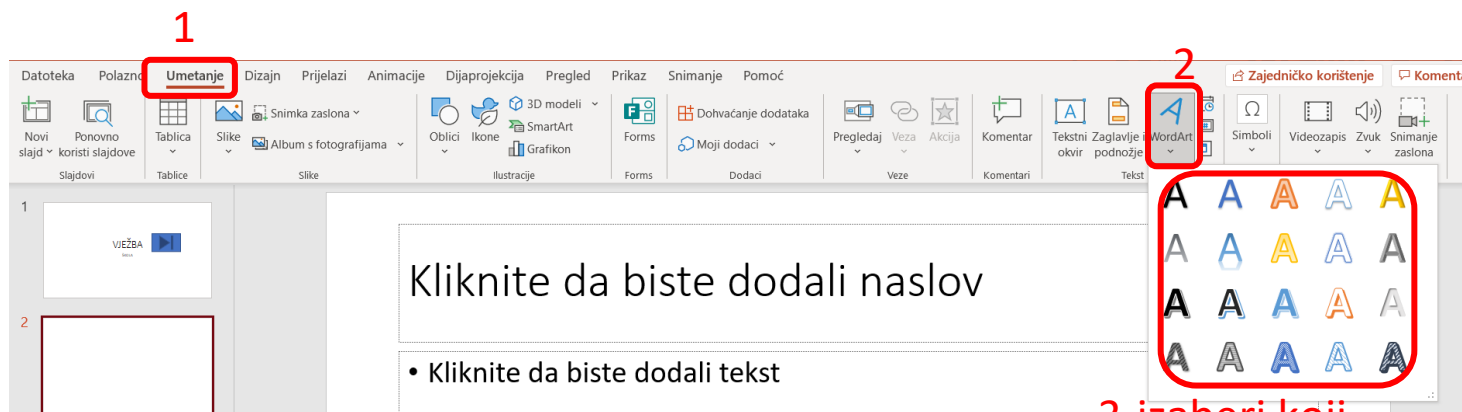 1
2
Datoteka Polazno Umetanje Dizajn Prijelazi Animacije Dijaprojekcija Pregled Prikaz Snimanje Pomoć Zajedničko korištenje
Novi slajd
Ponovno koristi slajdove
Tablica
Slike
Snimka zaslona
Album s fotografijama
Oblici
Ikone
3D modeli
SmartArt
Grafikon
Forms
Dohvaćanje dodataka
Moji dodaci
Pregledaj
Veza
Akcija
Komentar
Tekstni okvir
Zaglavlje i podnožje
WordArt
Simboli
Videozapis
Zvuk
Snimanje zaslona
Slajdovi Tablice Slike Ilustracije Forms Dodaci Veze Komentari Tekst
A A A A A
A A A A A
A A A A A
A A A A A
1
VJEŽBA
2
Kliknite da biste dodali naslov
• Kliknite da biste dodali tekst
3 izaberi koji